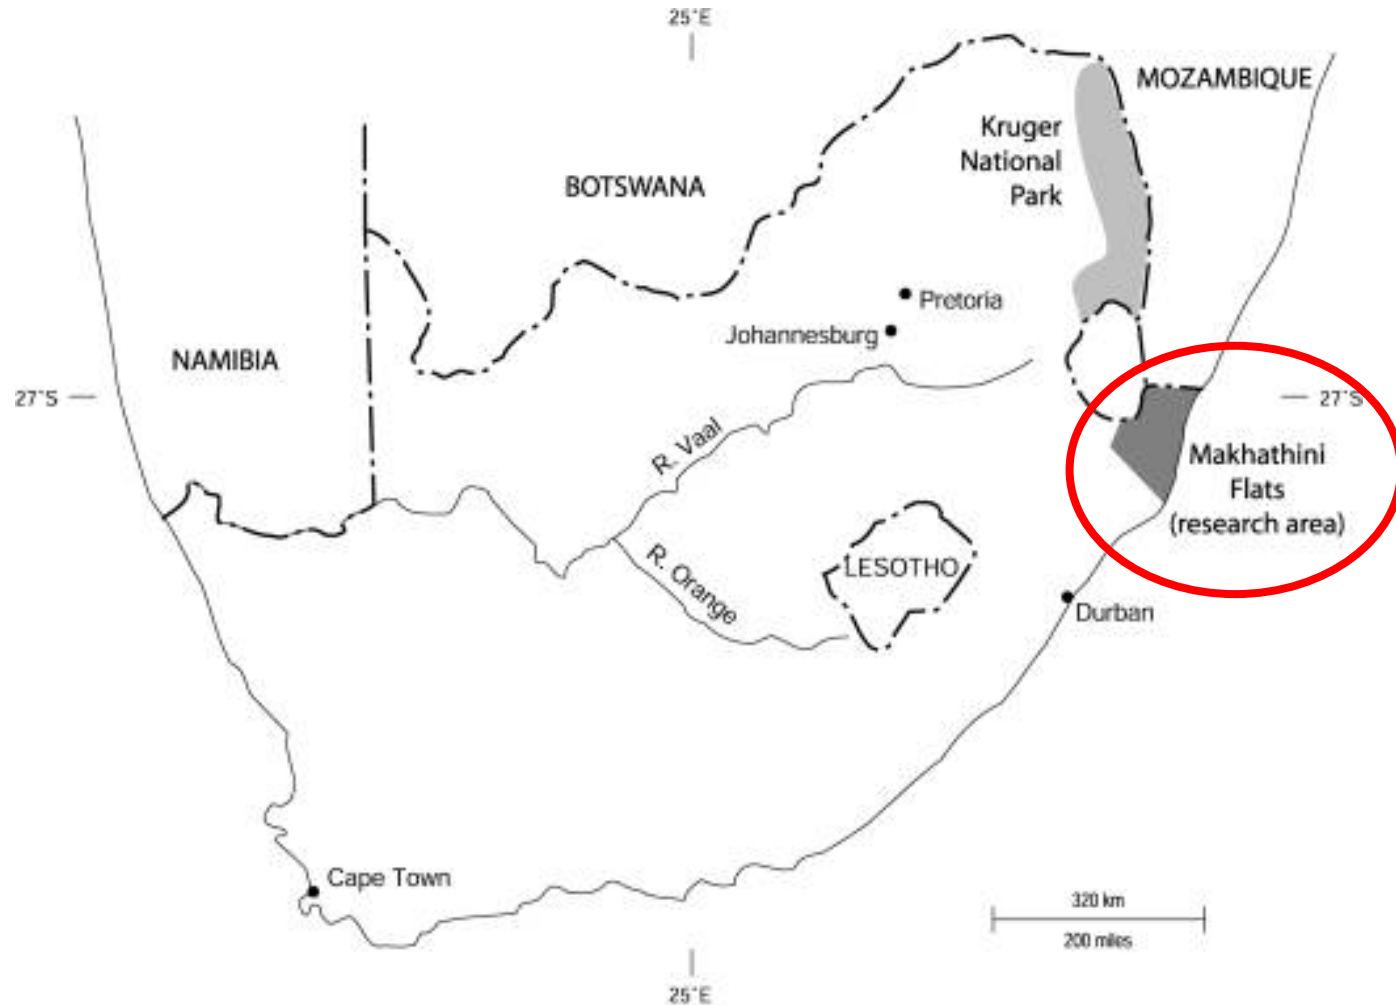 25˚E
MOZAMBIQUE
Kruger
National
Park
BOTSWANA
Pretoria
Johannesburg
NAMIBIA
27˚S
27˚S
R. Vaal
Makhathini
Flats
(research area)
R. Orange
LESOTHO
Durban
Cape Town
320 km
200 miles
25˚E